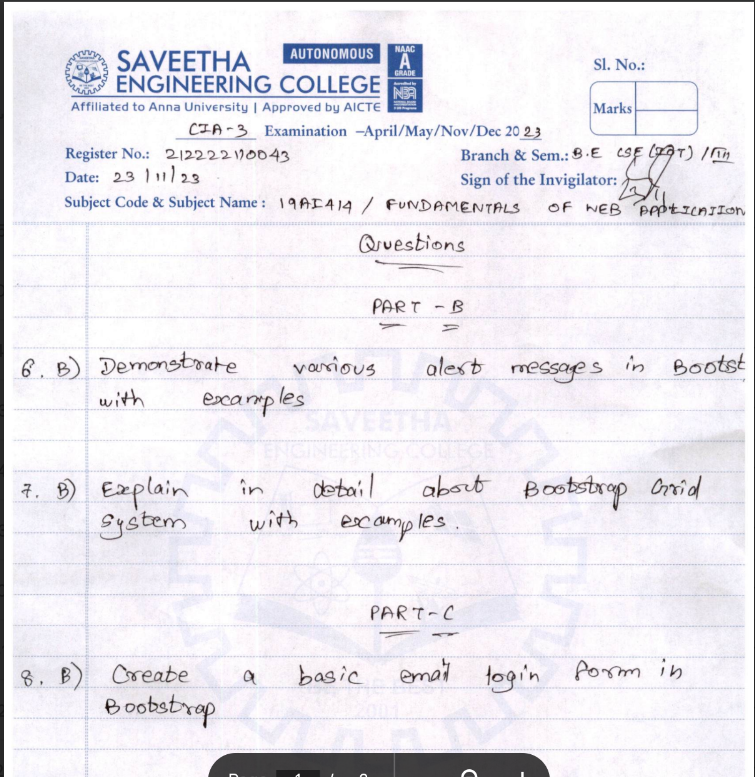 SAVEETHA
ENGINEERING COLLEGE
AUTONOMOUS
NAAC
A
GRADE
Affiliated to Anna University | Approved by AICTE
Sl. No.:
Marks
CIA-3 Examination –April/May/Nov/Dec 2023
Register No.: 212222110043
Branch & Sem.: B.E CSE (IOT) / III
Date: 23/11/23
Sign of the Invigilator:
Subject Code & Subject Name : 19AI414 / FUNDAMENTALS OF WEB APPLICATION
Questions
PART - B
6. B) Demonstrate various alert messages in Bootst
with examples
SAVEETHA
ENGINEERING COLLEGE
7. B) Explain in detail about Bootstrap Grid
System with examples.
PART-C
8. B) Create a basic email login form in
Bootstrap
2001